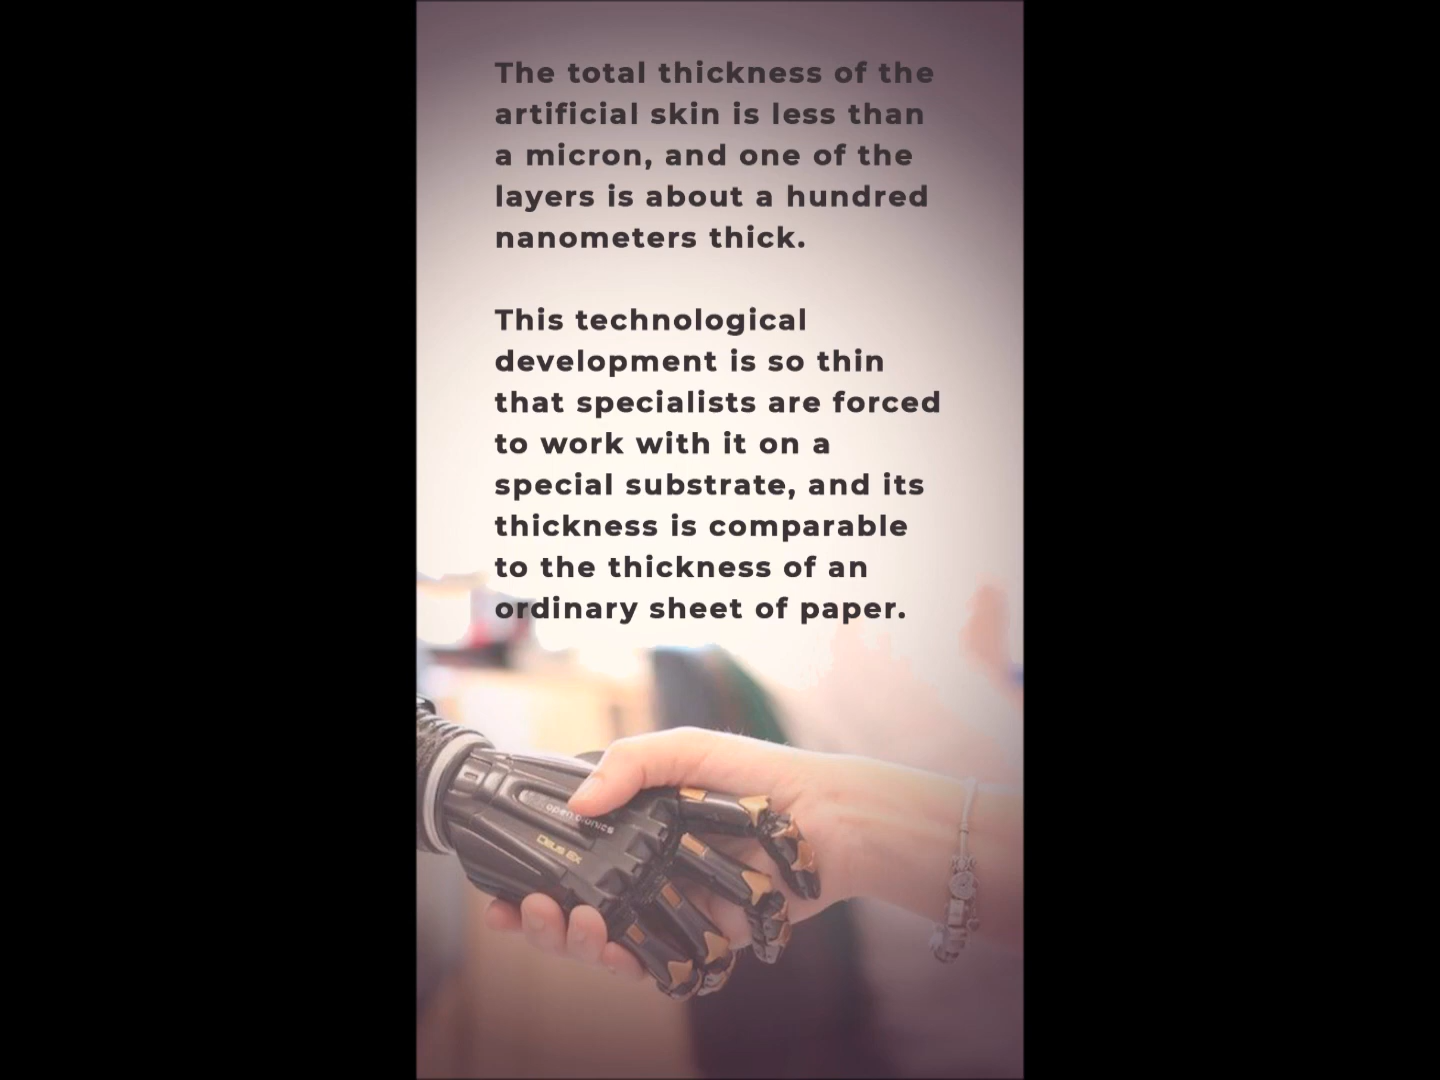 The total thickness of the
artificial skin is less than
a micron, and one of the
layers is about a hundred
nanometers thick.
This technological
development is so thin
that specialists are forced
to work with it on a
special substrate, and its
thickness is comparable
to the thickness of an
ordinary sheet of paper.
open bionics
Deus Ex